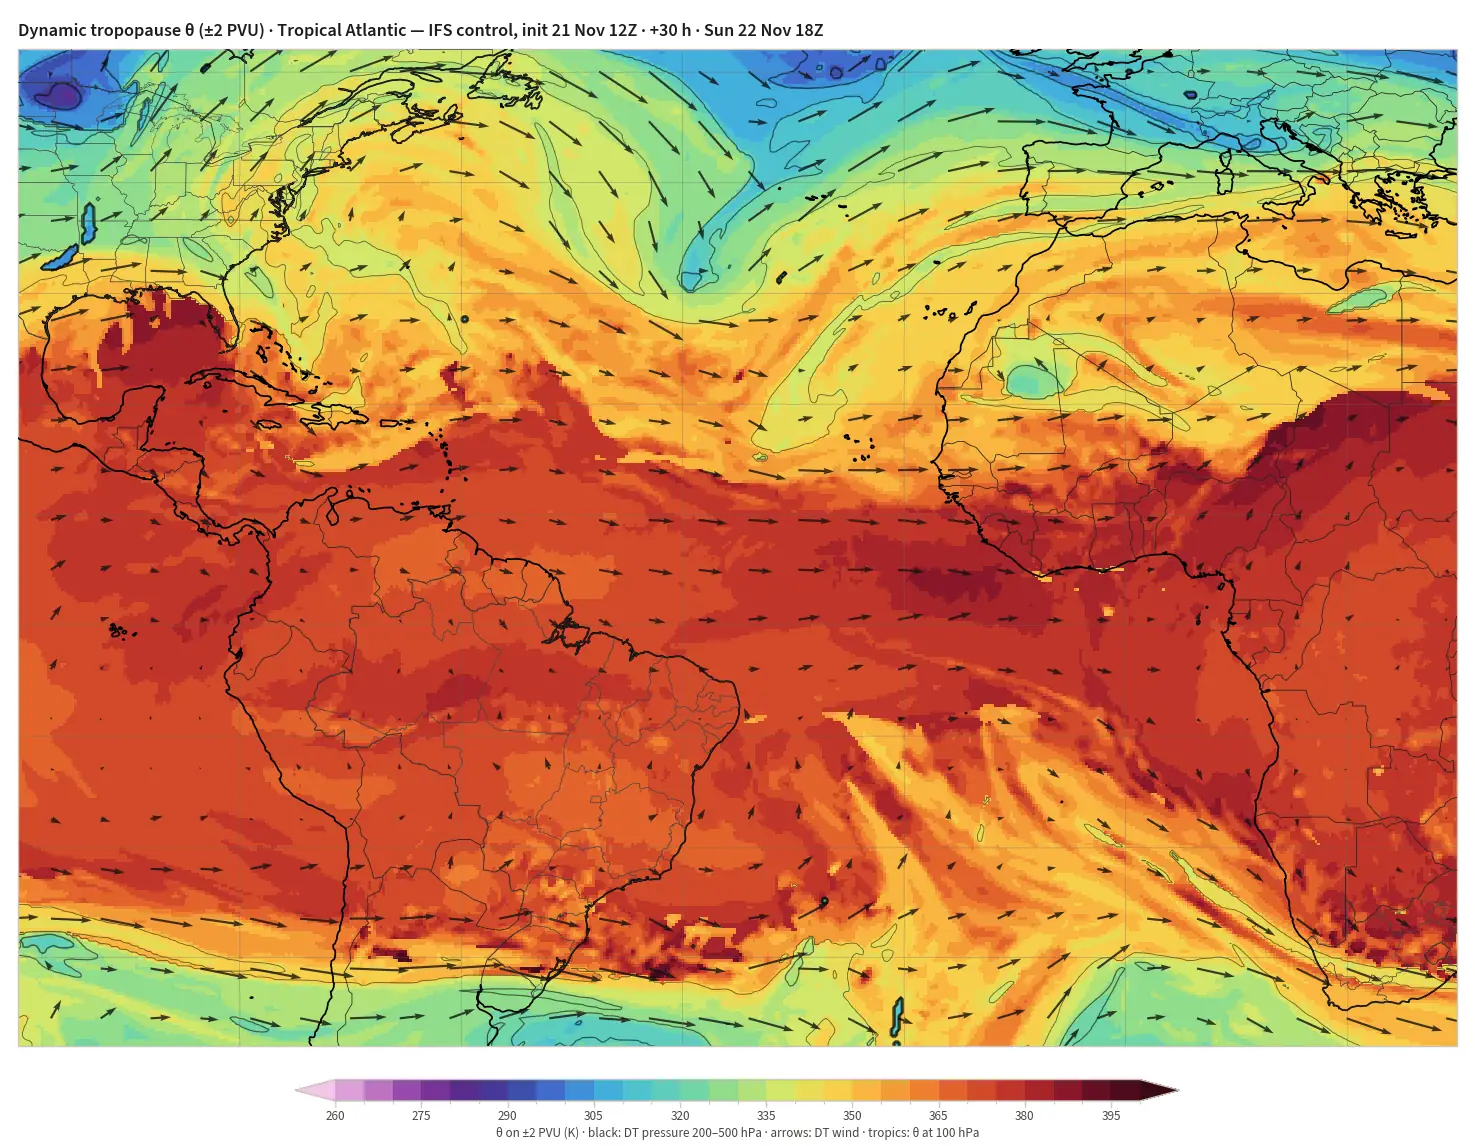 Dynamic tropopause θ (±2 PVU) · Tropical Atlantic — IFS control, init 21 Nov 12Z · +30 h · Sun 22 Nov 18Z
260 275 290 305 320 335 350 365 380 395
θ on ±2 PVU (K) · black: DT pressure 200–500 hPa · arrows: DT wind · tropics: θ at 100 hPa